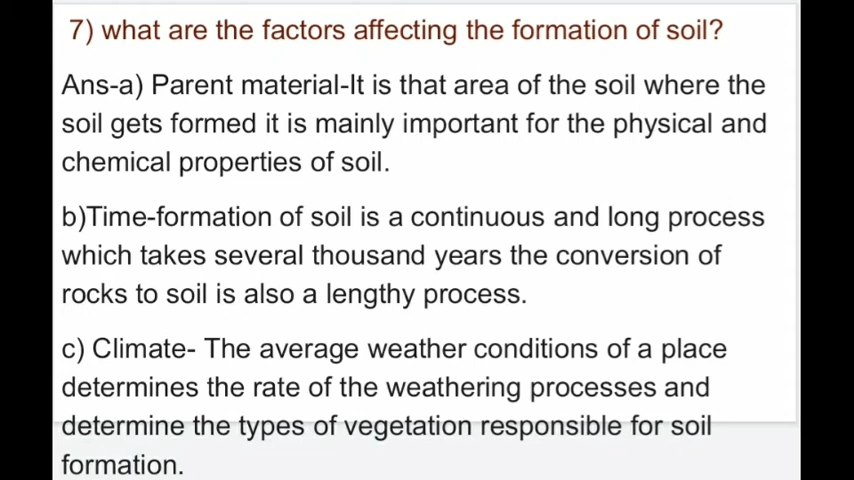 7) what are the factors affecting the formation of soil?
Ans-a) Parent material-It is that area of the soil where the
soil gets formed it is mainly important for the physical and
chemical properties of soil.
b)Time-formation of soil is a continuous and long process
which takes several thousand years the conversion of
rocks to soil is also a lengthy process.
c) Climate- The average weather conditions of a place
determines the rate of the weathering processes and
determine the types of vegetation responsible for soil
formation.